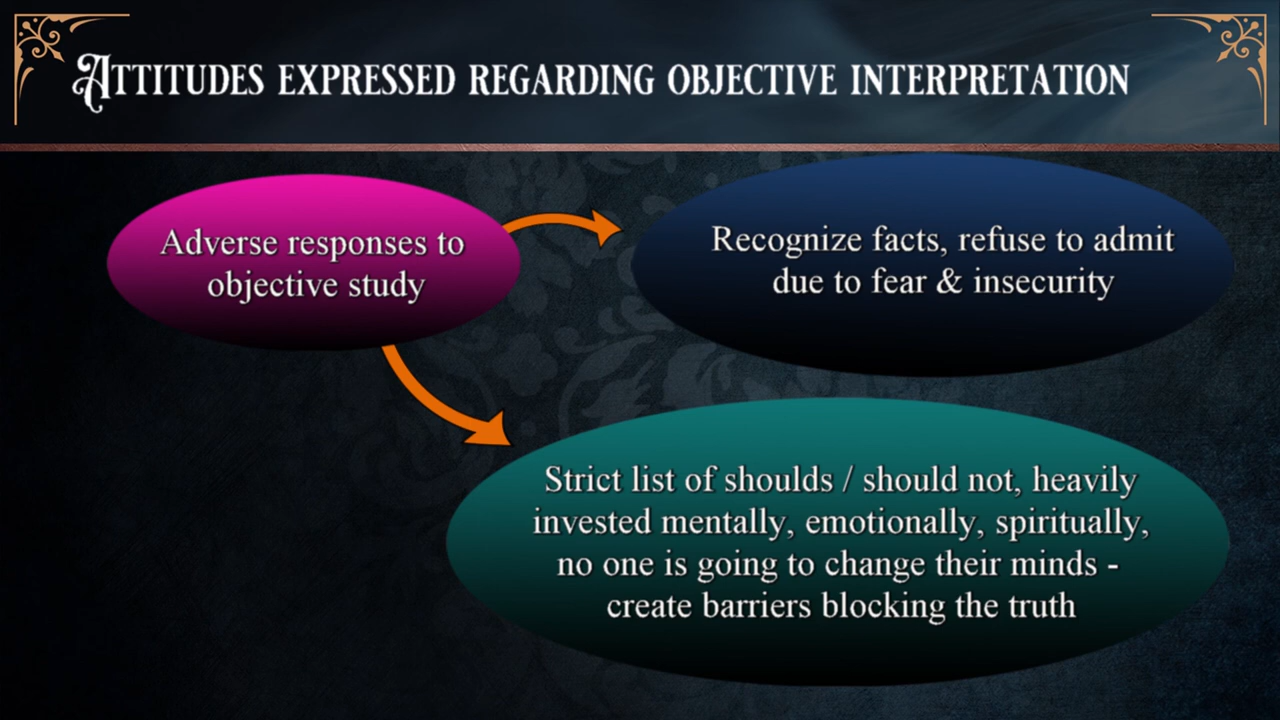 Attitudes expressed regarding objective interpretation
Adverse responses to
objective study
Recognize facts, refuse to admit
due to fear & insecurity
Strict list of shoulds / should not, heavily
invested mentally, emotionally, spiritually,
no one is going to change their minds -
create barriers blocking the truth